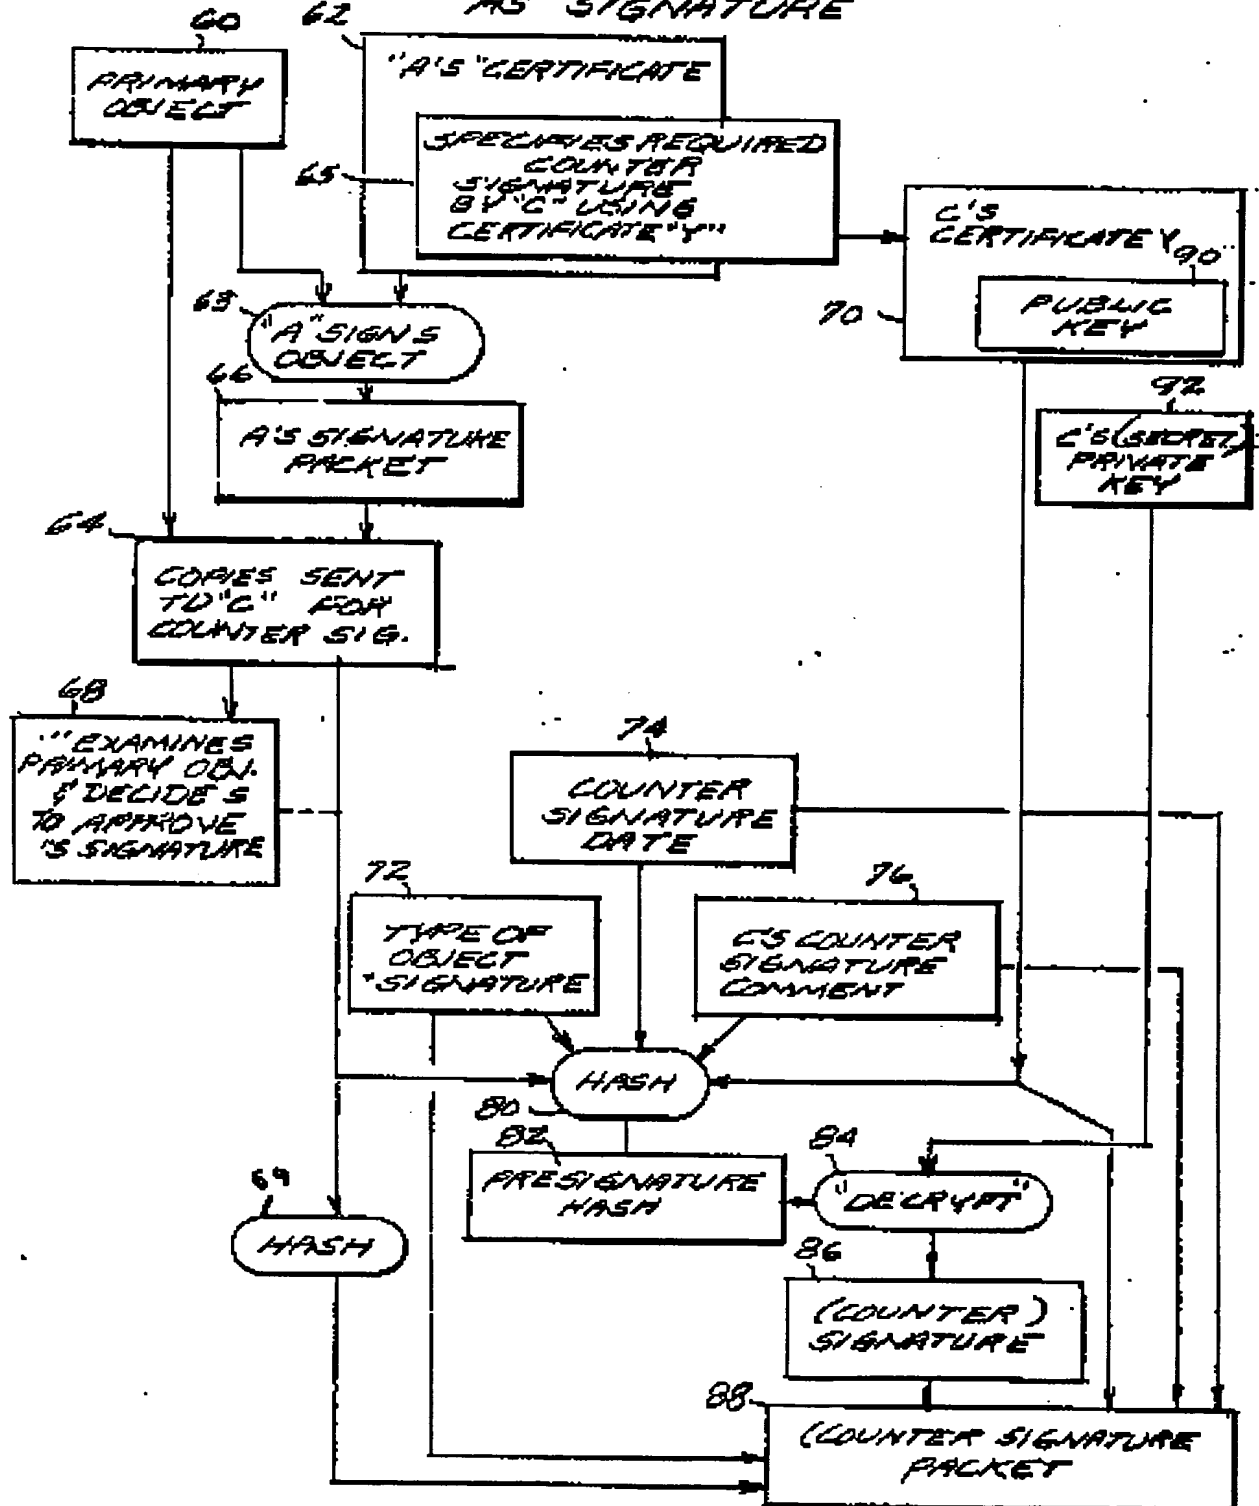 AS SIGNATURE
60
PRIMARY
OBJECT
62
"A'S" CERTIFICATE
65
SPECIFIES REQUIRED
COUNTER
SIGNATURE
BY "C" USING
CERTIFICATE "Y"
C'S
CERTIFICATE Y
90
70
PUBLIC
KEY
63
"A" SIGNS
OBJECT
66
A'S SIGNATURE
PACKET
92
C'S (SECRET)
PRIVATE
KEY
64
COPIES SENT
TO "C" FOR
COUNTER SIG.
68
EXAMINES
PRIMARY OBJ.
& DECIDES
TO APPROVE
'S SIGNATURE
74
COUNTER
SIGNATURE
DATE
72
TYPE OF
OBJECT
SIGNATURE
76
C'S COUNTER
SIGNATURE
COMMENT
HASH
80
82
PRESIGNATURE
HASH
84
"DECRYPT"
69
HASH
86
(COUNTER)
SIGNATURE
88
(COUNTER SIGNATURE
PACKET